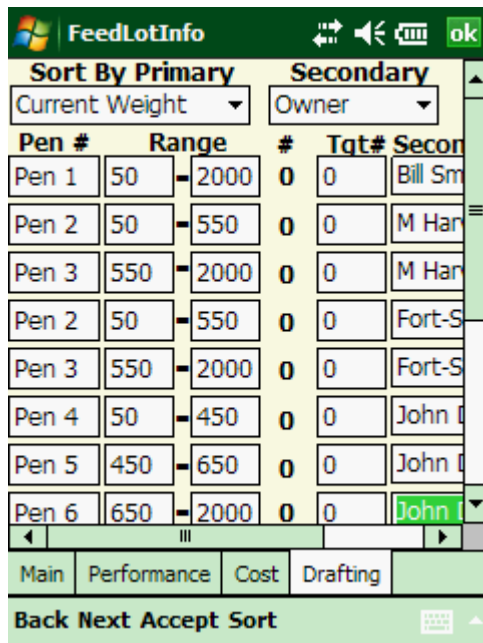 FeedLotInfo ok
Sort By Primary Secondary
Current Weight Owner
Pen # Range # Tgt# Secon
Pen 1 50 - 2000 0 0 Bill Sm
Pen 2 50 - 550 0 0 M Har
Pen 3 550 - 2000 0 0 M Har
Pen 2 50 - 550 0 0 Fort-S
Pen 3 550 - 2000 0 0 Fort-S
Pen 4 50 - 450 0 0 John
Pen 5 450 - 650 0 0 John
Pen 6 650 - 2000 0 0 John
Main Performance Cost Drafting
Back Next Accept Sort